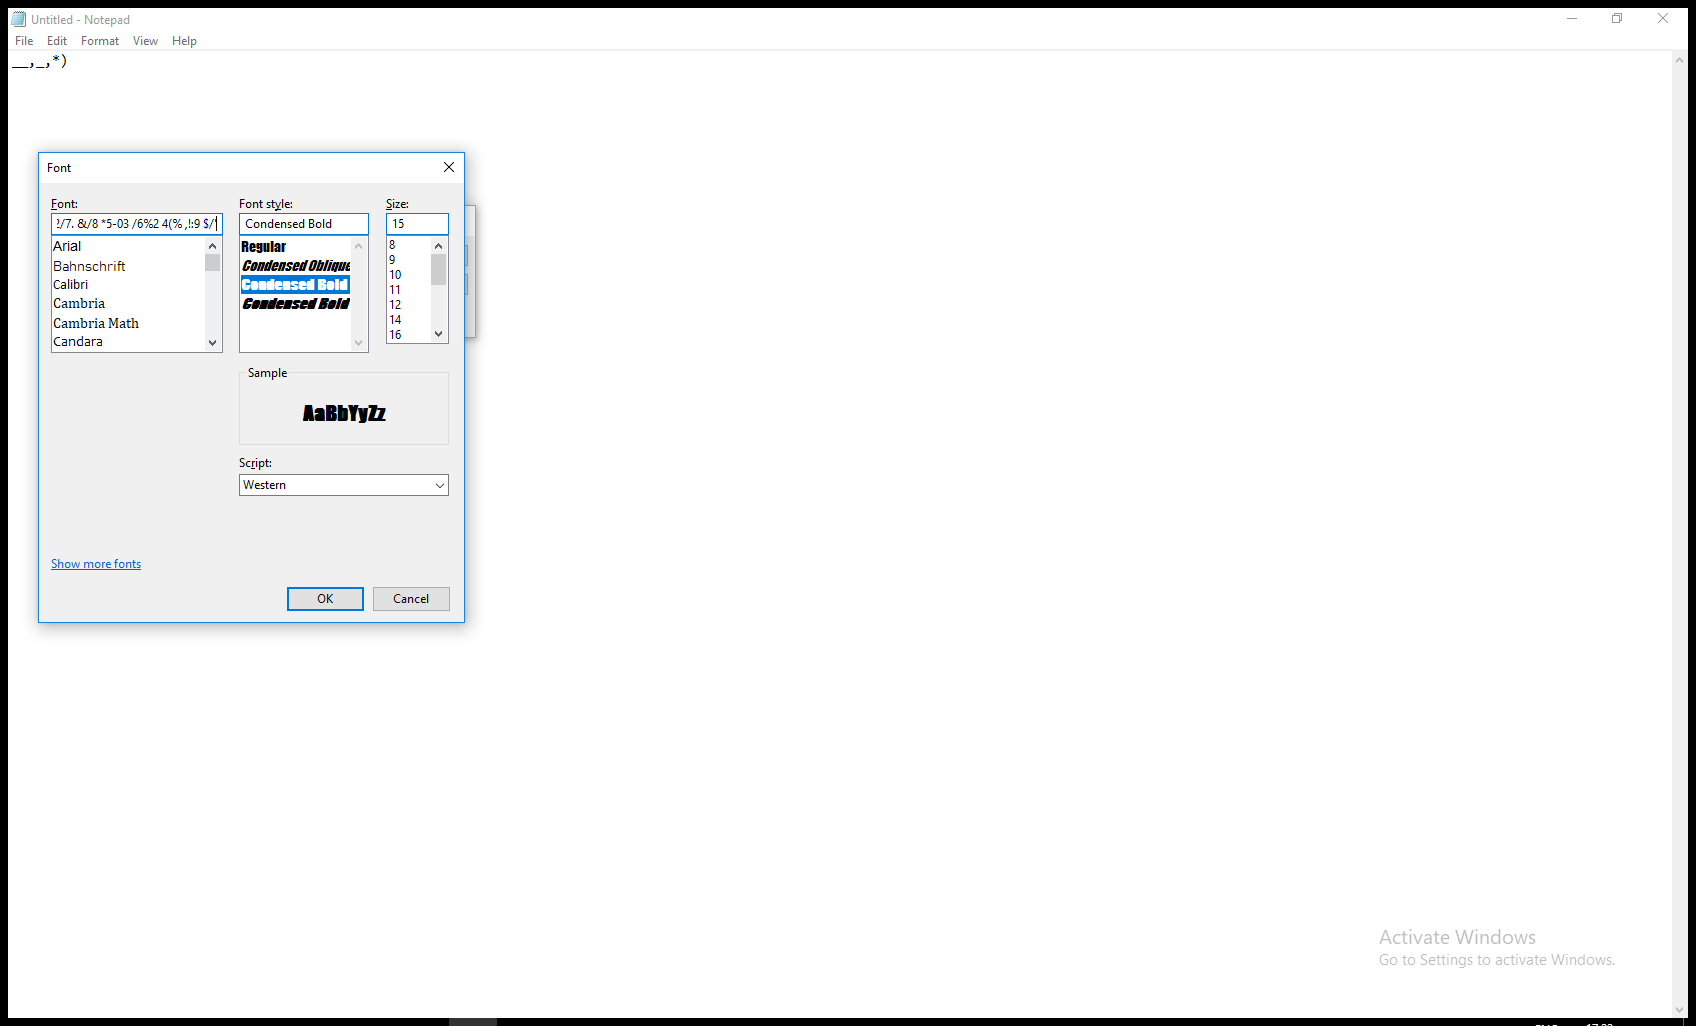 Untitled - Notepad
File Edit Format View Help
__,_,*)
Font
Font: Font style: Size:
?/7. &/8 *5-03 /6%2 4(% ,!:9 $/' Condensed Bold 15
Arial
Bahnschrift
Calibri
Cambria
Cambria Math
Candara
Regular
Condensed Oblique
Condensed Bold
Condensed Bold
8
9
10
11
12
14
16
Sample
AaBbYyZz
Script:
Western
Show more fonts
OK Cancel
Activate Windows
Go to Settings to activate Windows.